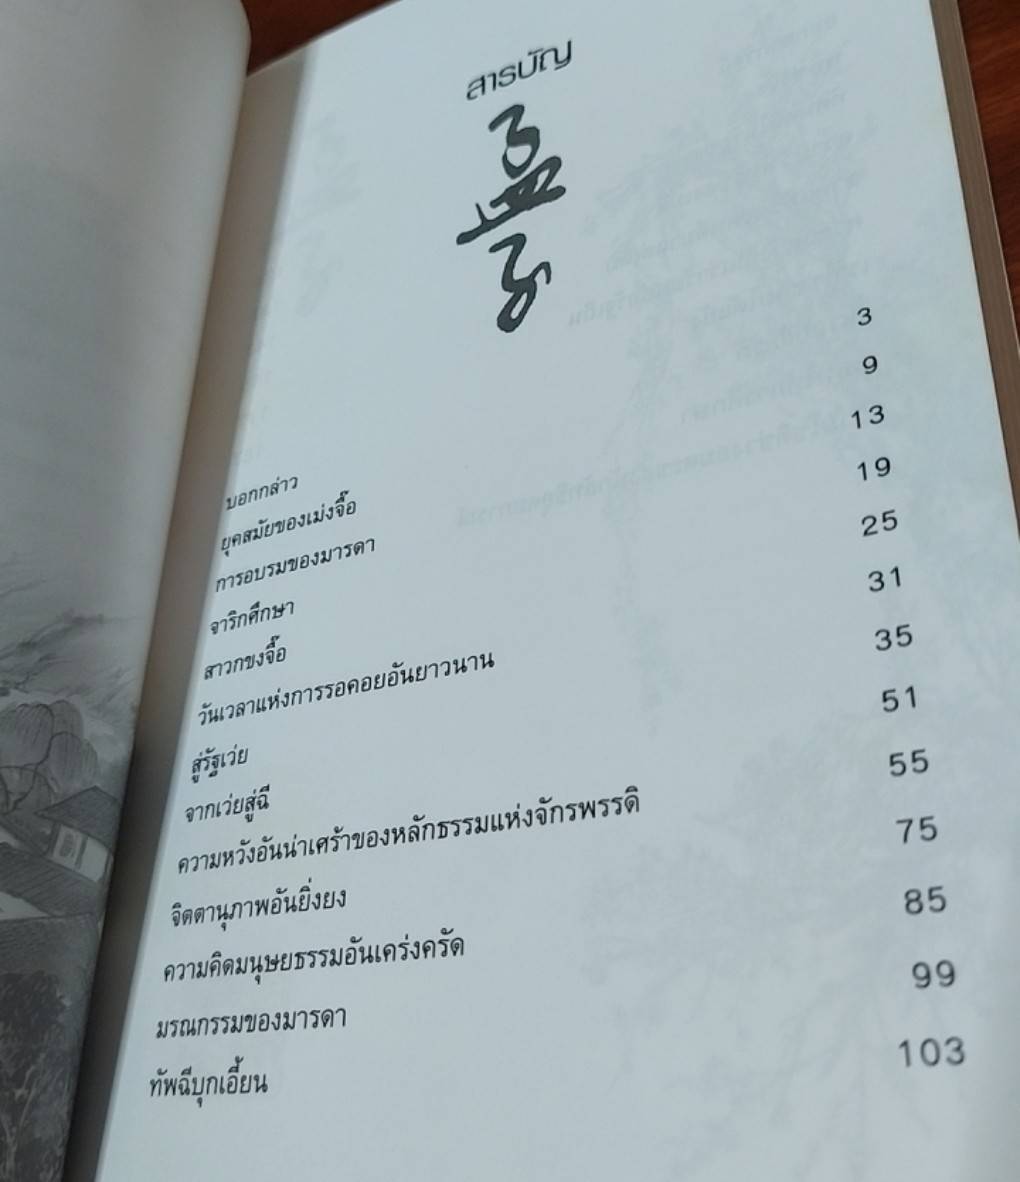 สารบัญ
孟
子
บอกกล่าว 3
ยุคสมัยของเม่งจื๊อ 9
การอบรมของมารดา 13
จาริกศึกษา 19
สาวกขงจื๊อ 25
วันเวลาแห่งการรอคอยอันยาวนาน 31
สู่รัฐเว่ย 35
จากเว่ยสู่ฉี 51
ความหวังอันน่าเศร้าของหลักธรรมแห่งจักรพรรดิ 55
จิตตานุภาพอันยิ่งยง 75
ความคิดมนุษยธรรมอันเคร่งครัด 85
มรณกรรมของมารดา 99
ทัพฉีบุกเอี้ยน 103